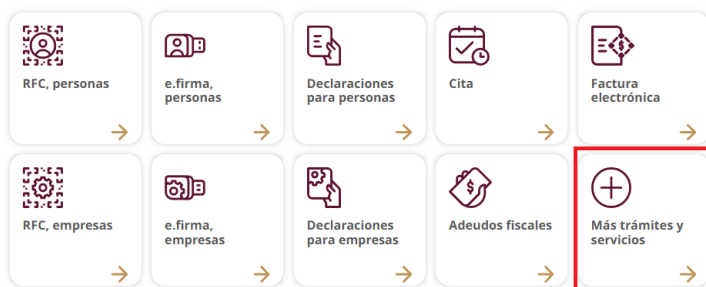 RFC, personas
e.firma,
personas
Declaraciones
para personas
Cita
Factura
electrónica
RFC, empresas
e.firma,
empresas
Declaraciones
para empresas
Adeudos fiscales
Más trámites y
servicios